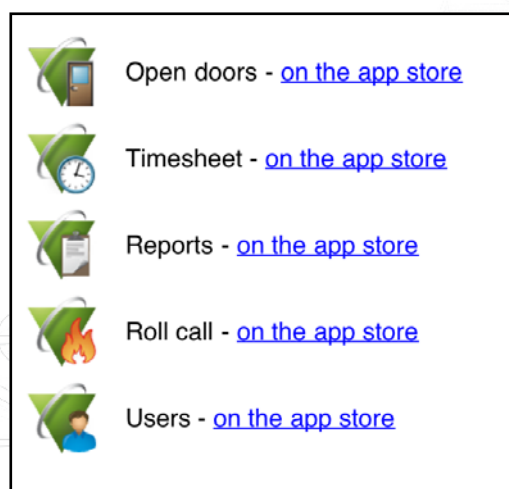 Open doors - on the app store
Timesheet - on the app store
Reports - on the app store
Roll call - on the app store
Users - on the app store